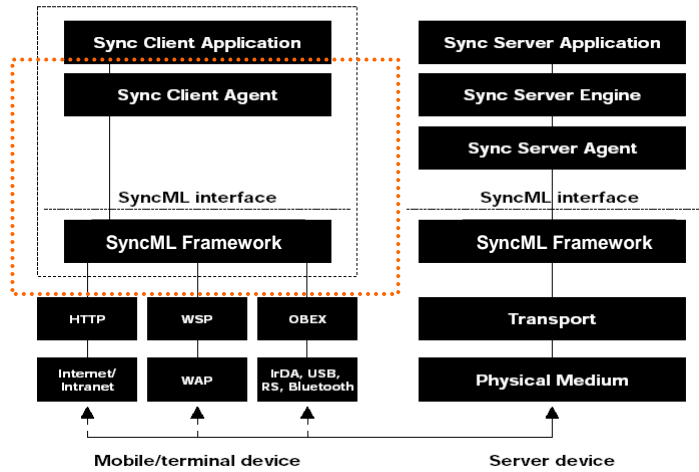 Sync Client Application
Sync Client Agent
SyncML interface
SyncML Framework
HTTP
WSP
OBEX
Internet/
Intranet
WAP
IrDA, USB,
RS, Bluetooth
Mobile/terminal device
Sync Server Application
Sync Server Engine
Sync Server Agent
SyncML interface
SyncML Framework
Transport
Physical Medium
Server device